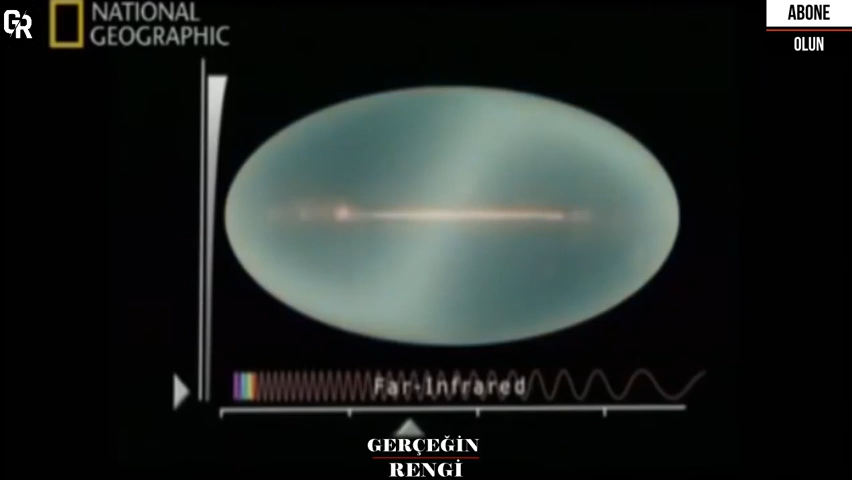 GR
NATIONAL
GEOGRAPHIC
ABONE
OLUN
Far-Infrared
GERÇEĞİN
RENGİ